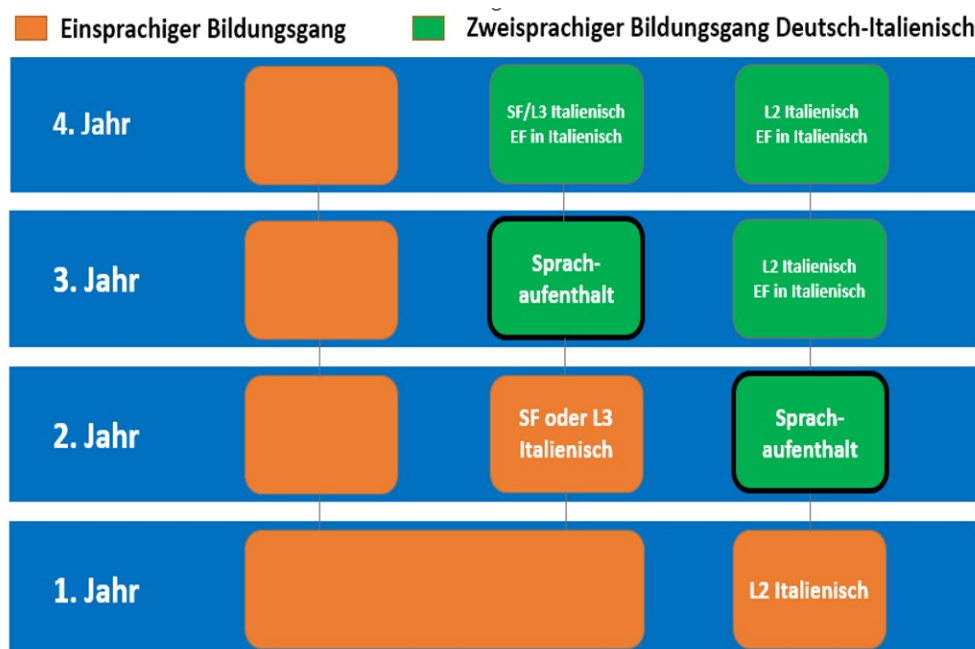 Einsprachiger Bildungsgang
Zweisprachiger Bildungsgang Deutsch-Italienisch
4. Jahr
SF/L3 Italienisch
EF in Italienisch
L2 Italienisch
EF in Italienisch
3. Jahr
Sprach-
aufenthalt
L2 Italienisch
EF in Italienisch
2. Jahr
SF oder L3
Italienisch
Sprach-
aufenthalt
1. Jahr
L2 Italienisch